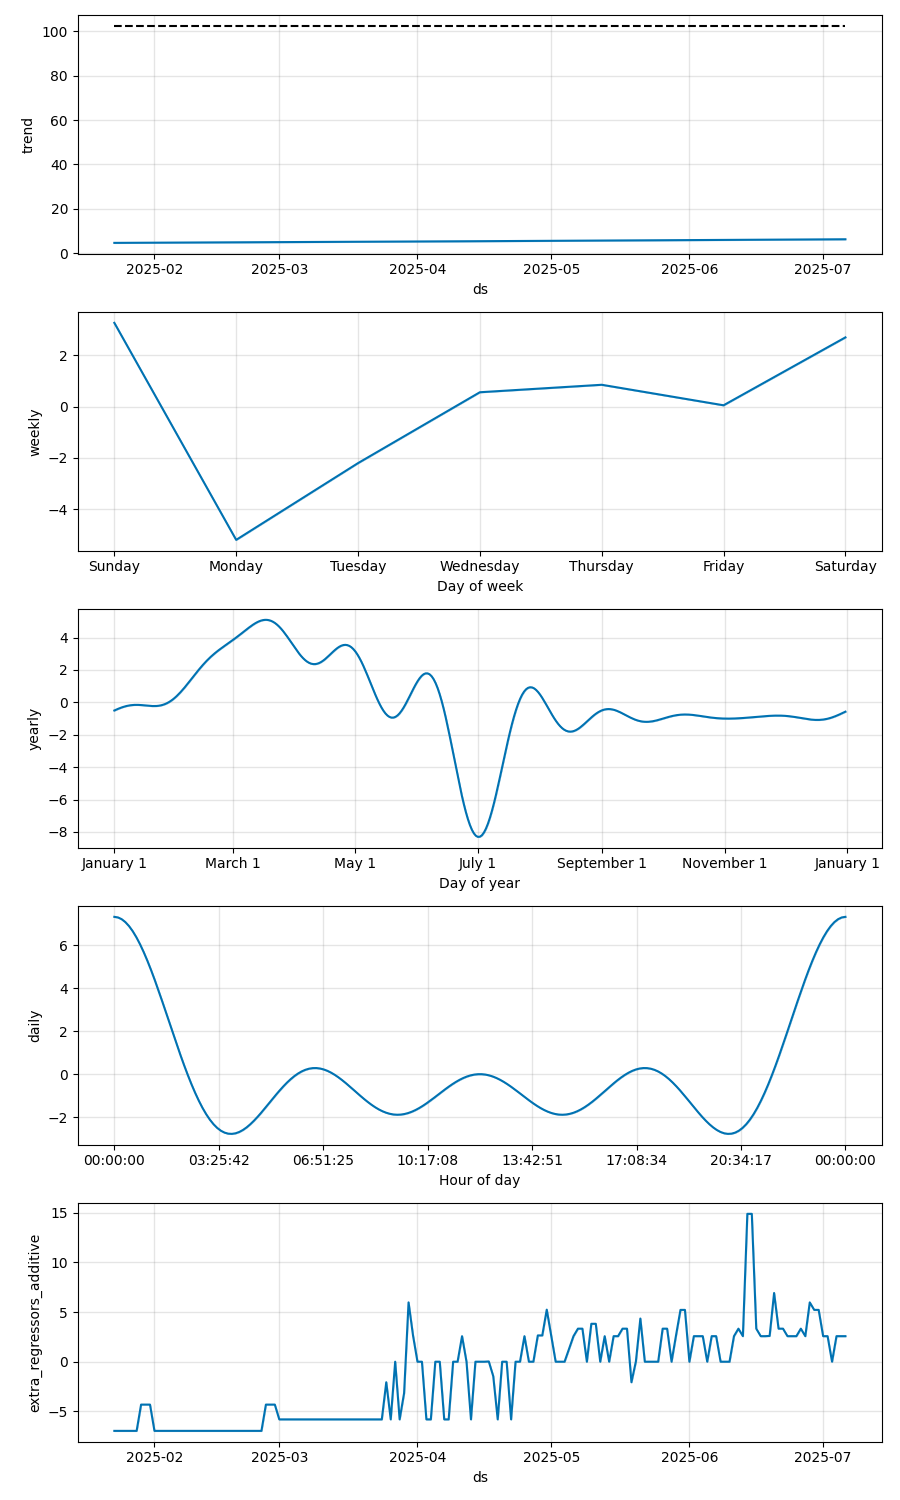 100
80
60
40
20
0
trend
2025-02 2025-03 2025-04 2025-05 2025-06 2025-07
ds
2
0
−2
−4
weekly
Sunday Monday Tuesday Wednesday Thursday Friday Saturday
Day of week
4
2
0
−2
−4
−6
−8
yearly
January 1 March 1 May 1 July 1 September 1 November 1 January 1
Day of year
6
4
2
0
−2
daily
00:00:00 03:25:42 06:51:25 10:17:08 13:42:51 17:08:34 20:34:17 00:00:00
Hour of day
15
10
5
0
−5
extra_regressors_additive
2025-02 2025-03 2025-04 2025-05 2025-06 2025-07
ds